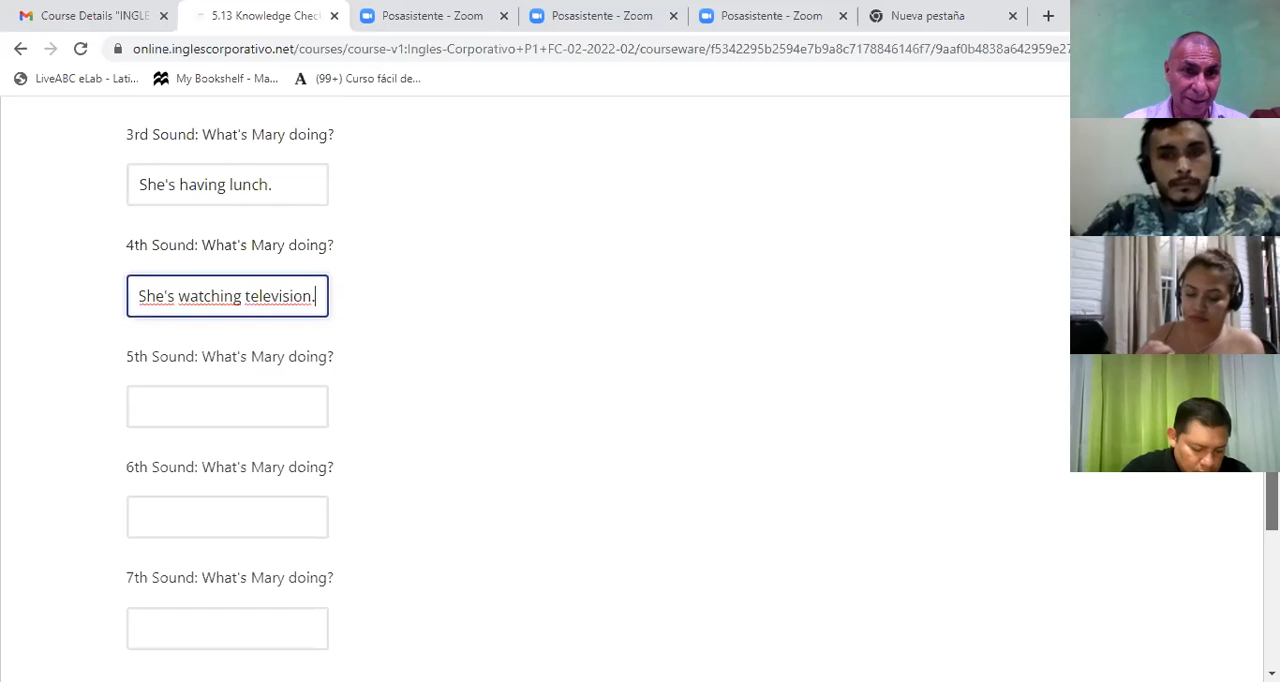 Course Details "INGLE
5.13 Knowledge Chec
Posasistente - Zoom
Posasistente - Zoom
Posasistente - Zoom
Nueva pestaña
online.inglescorporativo.net/courses/course-v1:Ingles-Corporativo+P1+FC-02-2022-02/courseware/f5342295b2594e7b9a8c7178846146f7/9aaf0b4838a642959e27
LiveABC eLab - Lati...
My Bookshelf - Ma...
(99+) Curso fácil de...
3rd Sound: What's Mary doing?
She's having lunch.
4th Sound: What's Mary doing?
She's watching television.
5th Sound: What's Mary doing?
6th Sound: What's Mary doing?
7th Sound: What's Mary doing?